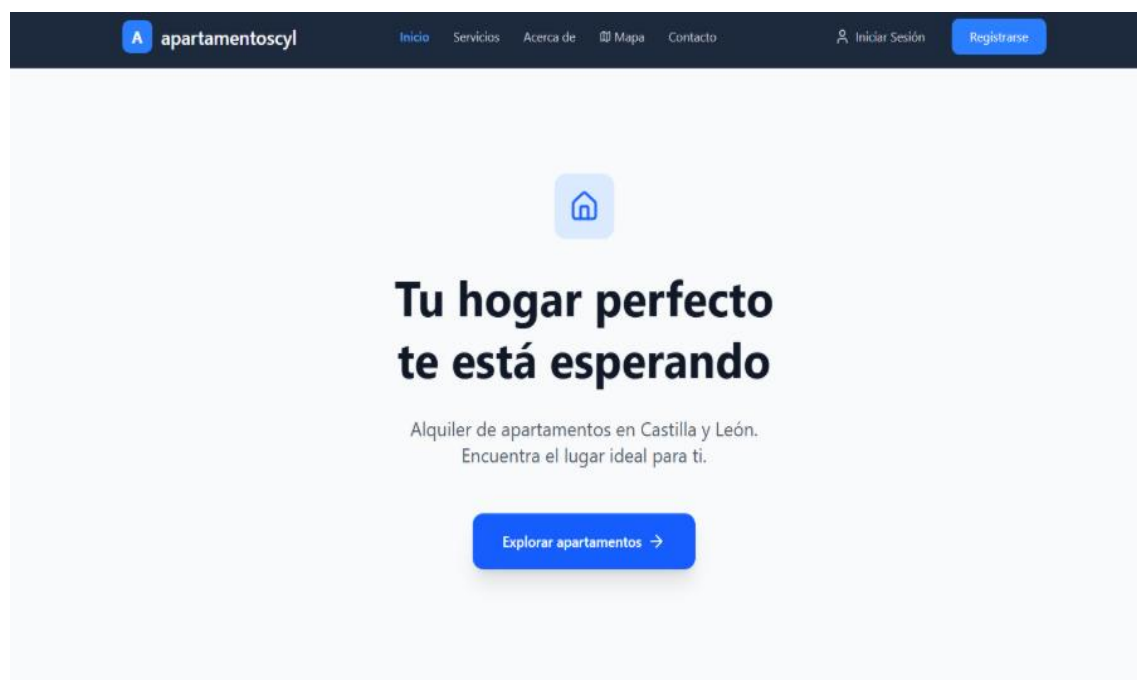 A apartamentoscyl Inicio Servicios Acerca de Mapa Contacto Iniciar Sesión Registrarse
Tu hogar perfecto
te está esperando
Alquiler de apartamentos en Castilla y León.
Encuentra el lugar ideal para ti.
Explorar apartamentos →